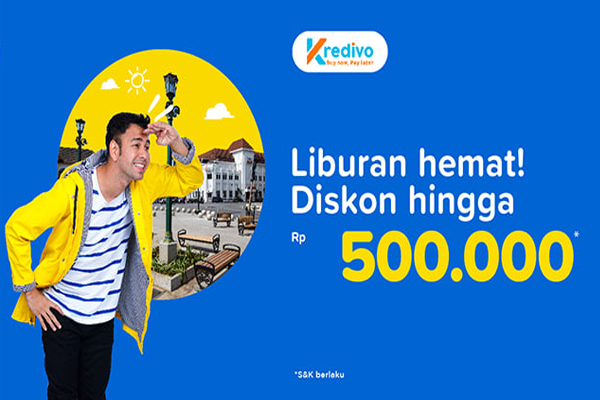 Kredivo
Buy now, Pay later
Liburan hemat!
Diskon hingga
Rp 500.000*
*S&K berlaku